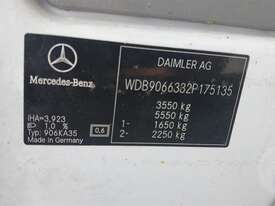 Mercedes-Benz
IHA=3,923
1,0 %
Typ: 906KA35
Made in Germany
0,6
DAIMLER AG
WDB9066332P175135
3550 kg
5550 kg
1- 1650 kg
2- 2250 kg